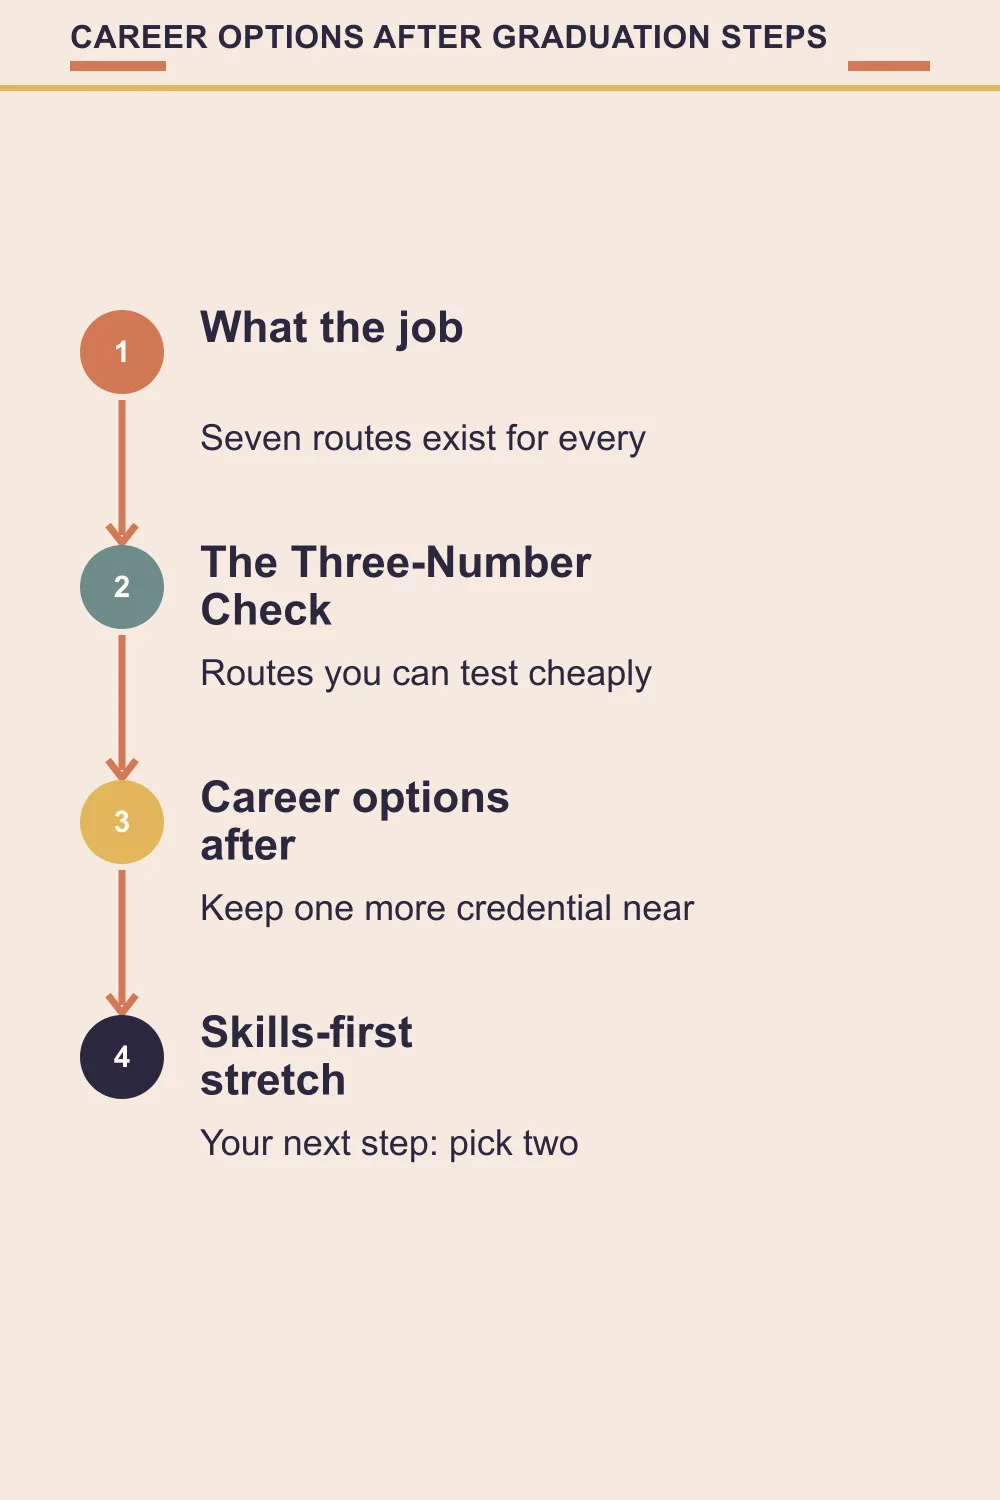 CAREER OPTIONS AFTER GRADUATION STEPS
1
What the job
Seven routes exist for every
2
The Three-Number
Check
Routes you can test cheaply
3
Career options
after
Keep one more credential near
4
Skills-first
stretch
Your next step: pick two